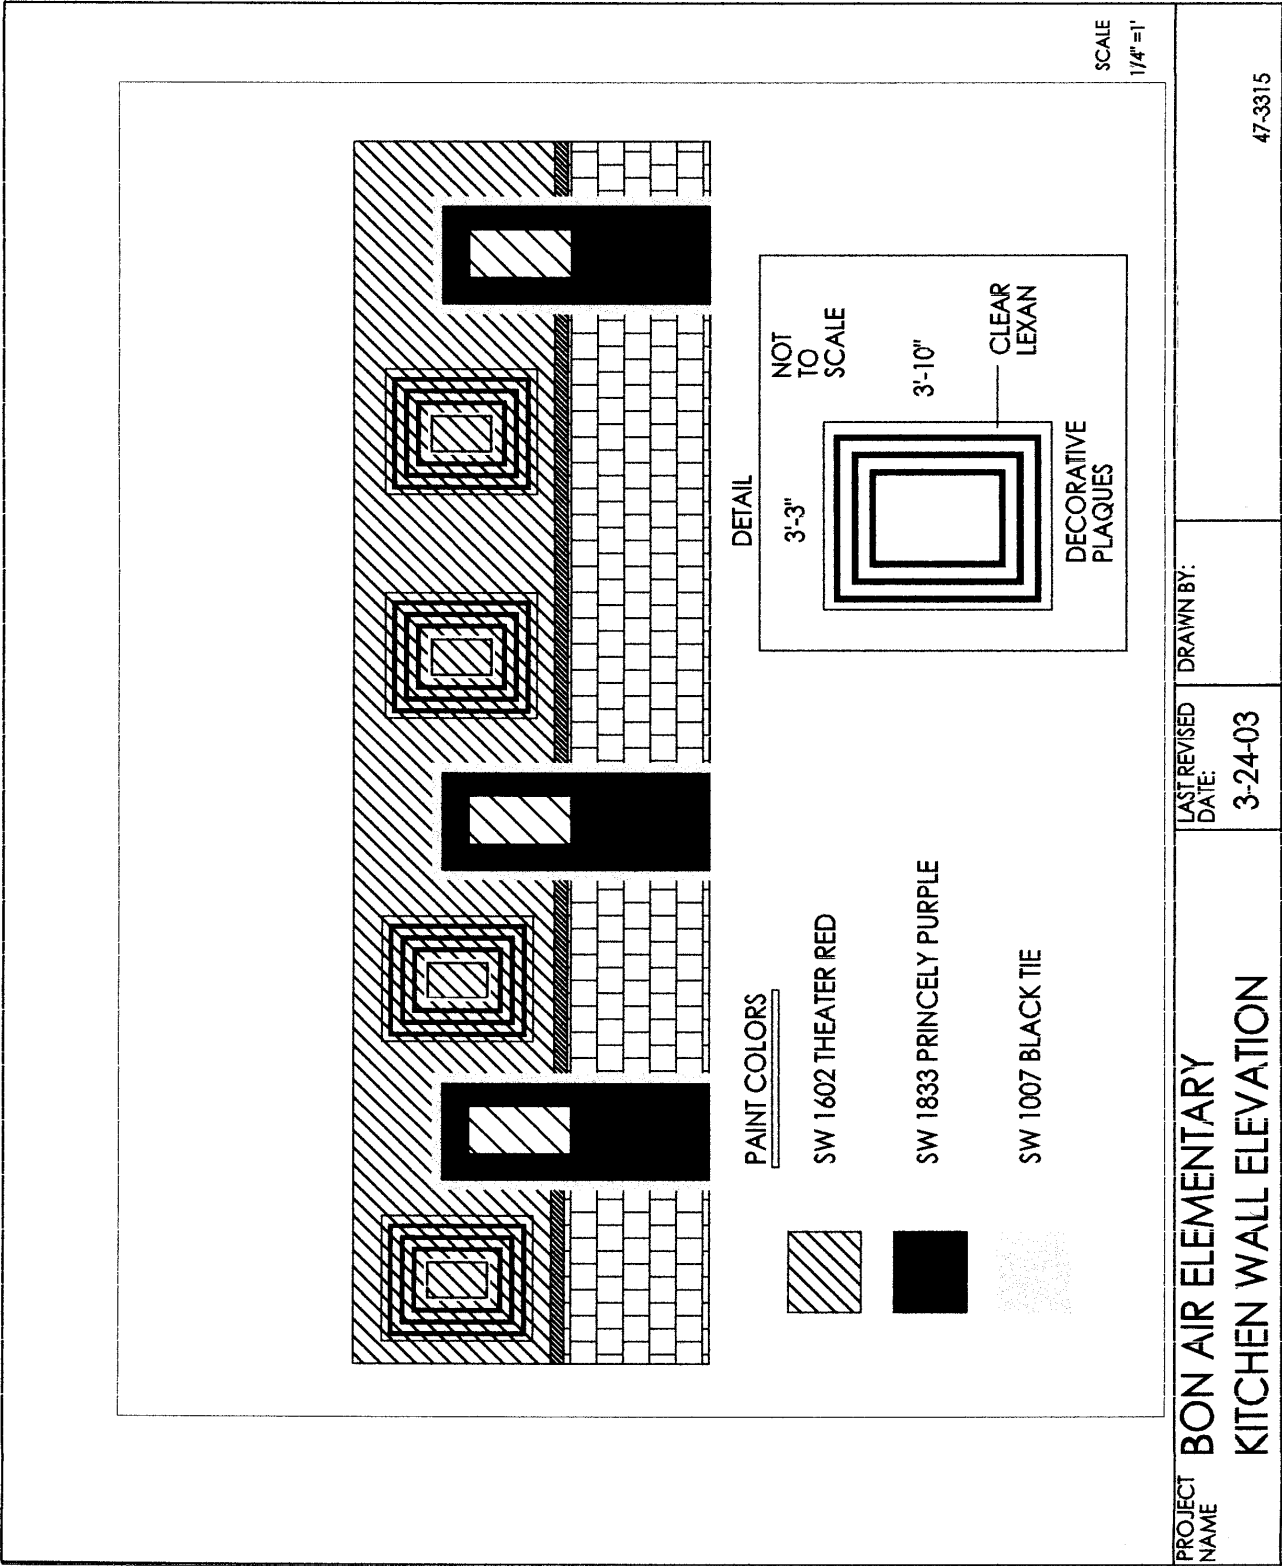 SCALE
1/4"=1'
DETAIL
3'-3"
NOT
TO
SCALE
3'-10"
CLEAR
LEXAN
DECORATIVE
PLAQUES
PAINT COLORS
SW 1602 THEATER RED
SW 1833 PRINCELY PURPLE
SW 1007 BLACK TIE
PROJECT
NAME
BON AIR ELEMENTARY
KITCHEN WALL ELEVATION
LAST REVISED
DATE:
3-24-03
DRAWN BY:
47-3315